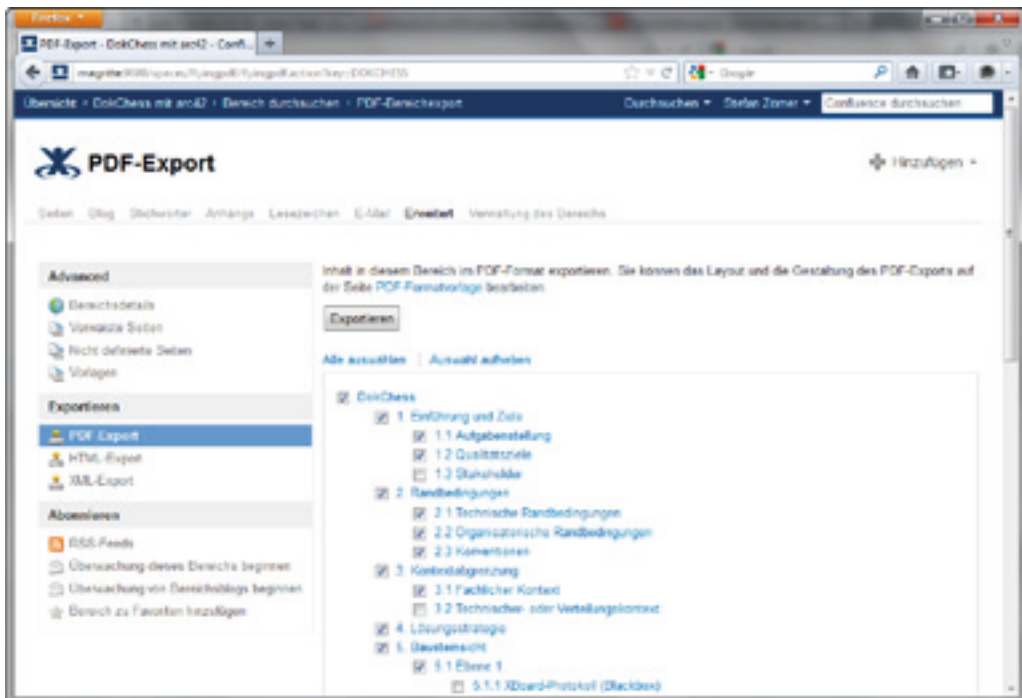 Firefox
PDF-Export - DokChess mit arc42 - Confl...
Google
Übersicht DokChess mit arc42 Bereich durchsuchen PDF-Bereichexport
Durchsuchen Stefan Zörner Confluence durchsuchen
PDF-Export
Hinzufügen
Seiten Blog Stichwörter Anhänge Lesezeichen E-Mail Erweitert Verwaltung des Bereichs
Advanced
Bereichsdetails
Verwaiste Seiten
Nicht definierte Seiten
Vorlagen
Exportieren
PDF-Export
HTML-Export
XML-Export
Abonnieren
RSS-Feeds
Überwachung dieses Bereichs beginnen
Überwachung von Bereichsblogs beginnen
Bereich zu Favoriten hinzufügen
Inhalt in diesem Bereich im PDF-Format exportieren. Sie können das Layout und die Gestaltung des PDF-Exports auf
der Seite PDF-Formatvorlage bearbeiten.
Exportieren
Alle auswählen | Auswahl aufheben
DokChess
1. Einführung und Ziele
1.1 Aufgabenstellung
1.2 Qualitätsziele
1.3 Stakeholder
2. Randbedingungen
2.1 Technische Randbedingungen
2.2 Organisatorische Randbedingungen
2.3 Konventionen
3. Kontextabgrenzung
3.1 Fachlicher Kontext
3.2 Technischer- oder Verteilungskontext
4. Lösungsstrategie
5. Bausteinsicht
5.1 Ebene 1
5.1.1 XBoard-Protokoll (Blackbox)